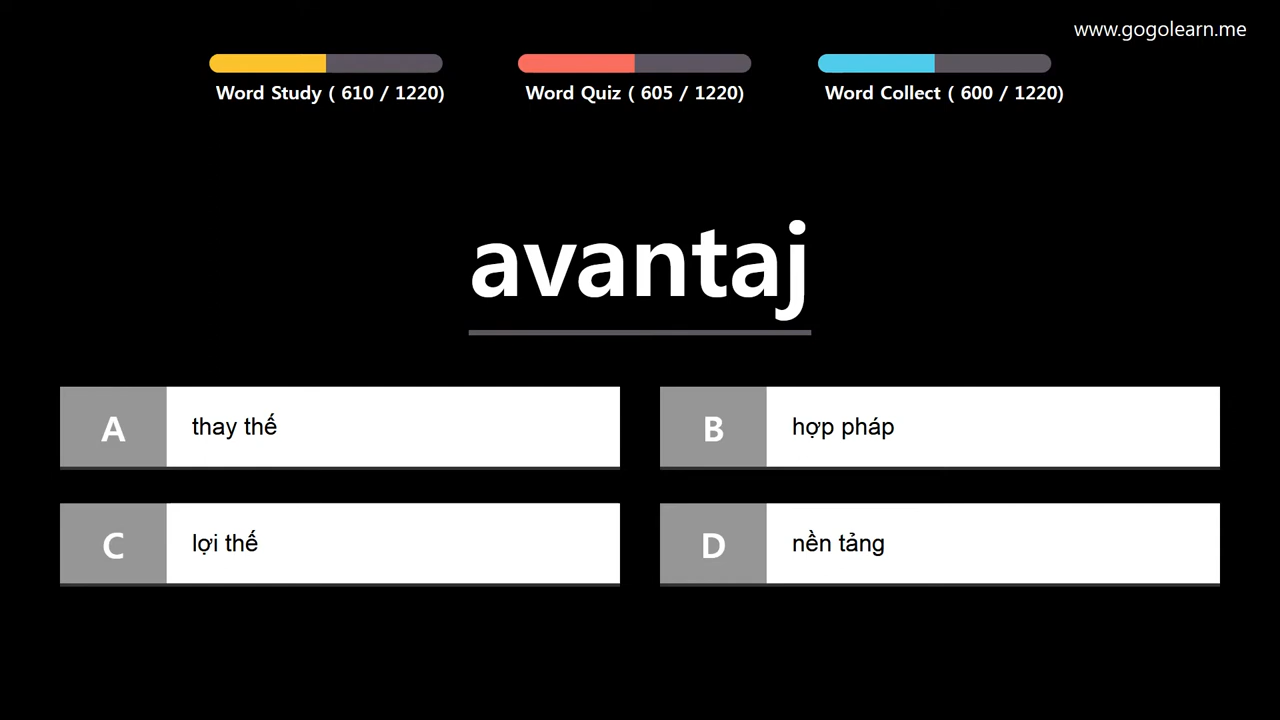 www.gogolearn.me
Word Study ( 610 / 1220)
Word Quiz ( 605 / 1220)
Word Collect ( 600 / 1220)
avantaj
A
thay thế
B
hợp pháp
C
lợi thế
D
nền tảng